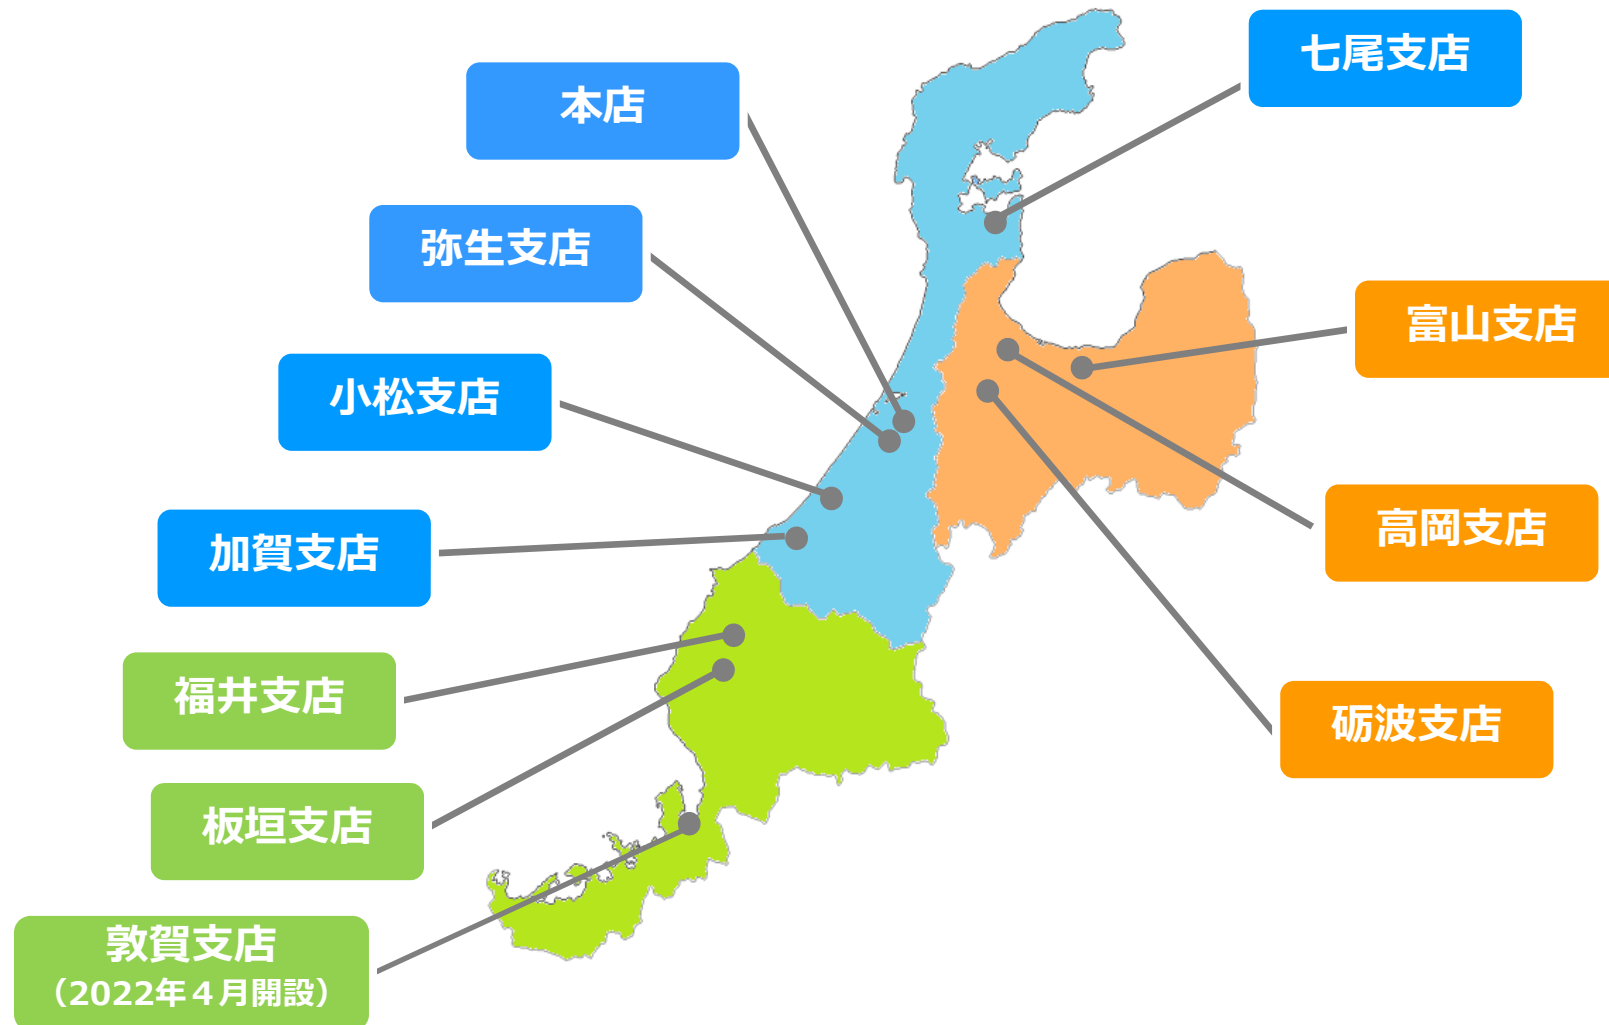 七尾支店
本店
弥生支店
富山支店
小松支店
高岡支店
加賀支店
福井支店
砺波支店
板垣支店
敦賀支店
（2022年４月開設）